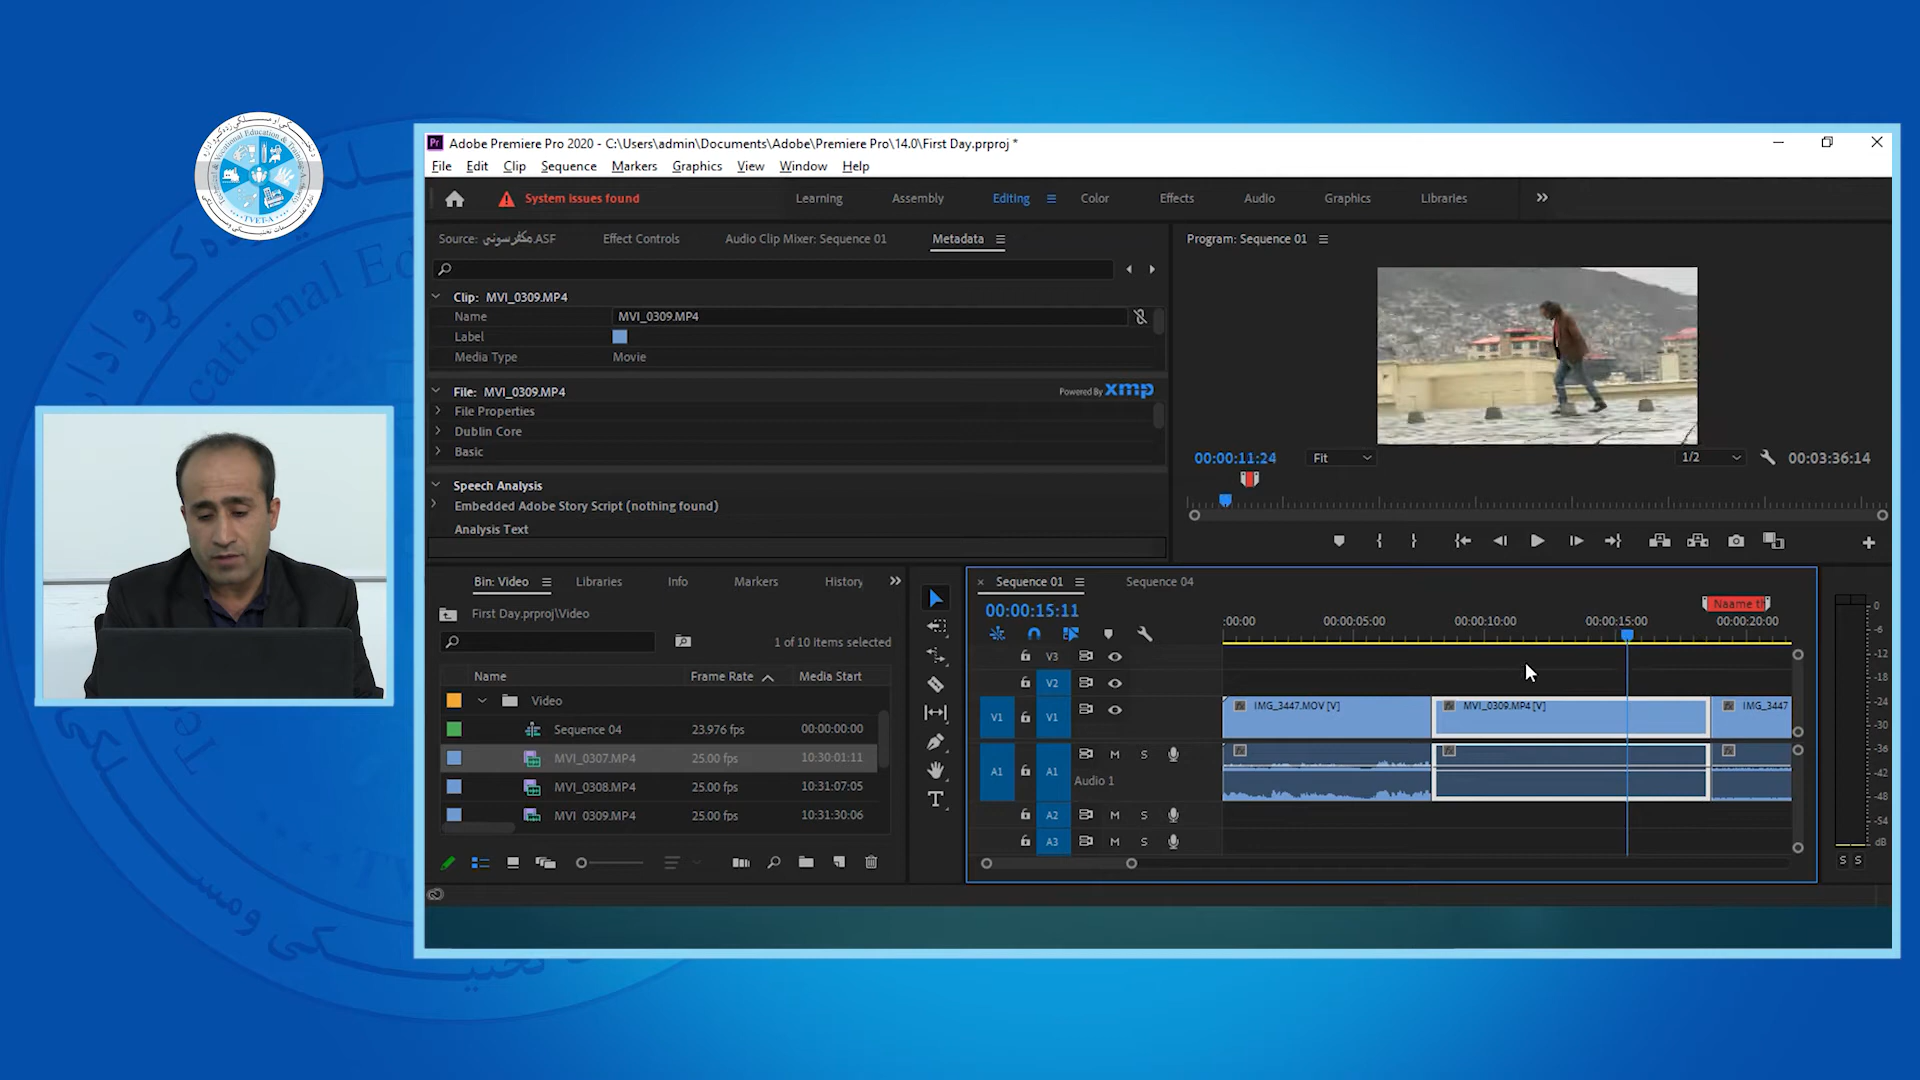 Adobe Premiere Pro 2020 - C:\Users\admin\Documents\Adobe\Premiere Pro\14.0\First Day.prproj *
File Edit Clip Sequence Markers Graphics View Window Help
System issues found
Learning Assembly Editing Color Effects Audio Graphics Libraries
Source: .ASF Effect Controls Audio Clip Mixer: Sequence 01 Metadata
Program: Sequence 01
Clip: MVI_0309.MP4
Name MVI_0309.MP4
Label
Media Type Movie
File: MVI_0309.MP4
Powered By xmp
File Properties
Dublin Core
Basic
Speech Analysis
Embedded Adobe Story Script (nothing found)
Analysis Text
00:00:11:24 Fit 1/2 00:03:36:14
Bin: Video Libraries Info Markers History
First Day.prproj\Video
1 of 10 items selected
Name Frame Rate Media Start
Video
Sequence 04 23.976 fps 00:00:00:00
MVI_0307.MP4 25.00 fps 10:30:01:11
MVI_0308.MP4 25.00 fps 10:31:07:05
MVI_0309.MP4 25.00 fps 10:31:30:06
Sequence 01 Sequence 04
00:00:15:11
Naame th
:00:00 00:00:05:00 00:00:10:00 00:00:15:00 00:00:20:00
V3
V2 
V1 V1
IMG_3447.MOV [V] MVI_0309.MP4 [V] IMG_3447
A1 A1 M S
Audio 1
A2 M S
A3 M S
0
-6
-12
-18
-24
-30
-36
-42
-48
-54
dB
S S
TVET-A